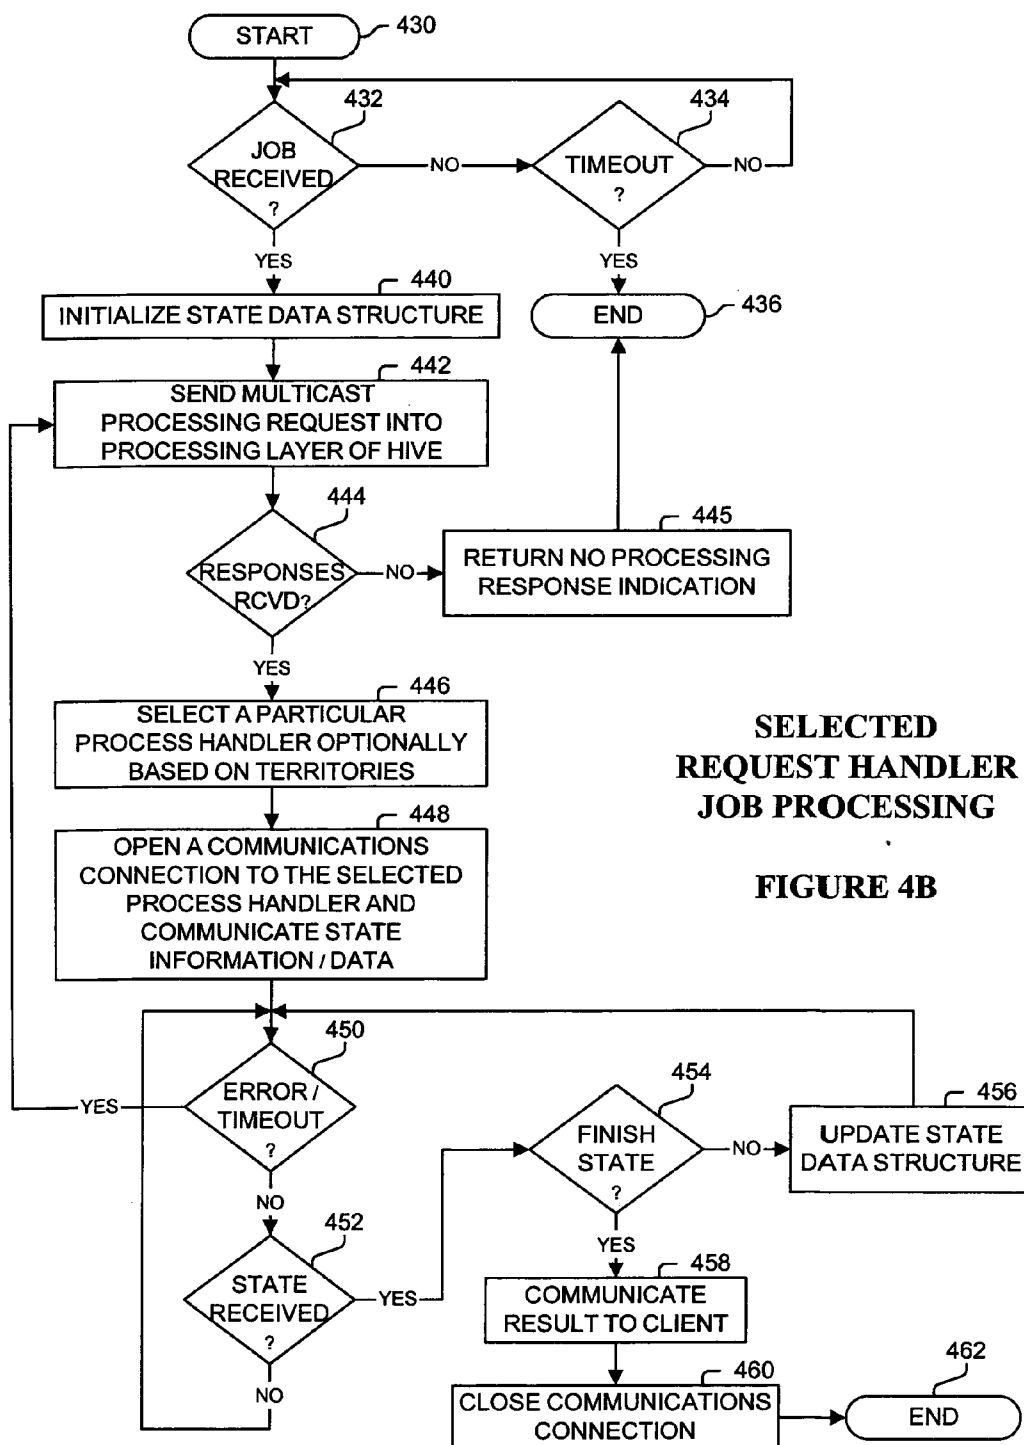 START
430
432
434
JOB
RECEIVED
?
NO
TIMEOUT
?
NO
YES
YES
440
INITIALIZE STATE DATA STRUCTURE
END
436
442
SEND MULTICAST
PROCESSING REQUEST INTO
PROCESSING LAYER OF HIVE
444
RESPONSES
RCVD?
NO
445
RETURN NO PROCESSING
RESPONSE INDICATION
YES
446
SELECT A PARTICULAR
PROCESS HANDLER OPTIONALLY
BASED ON TERRITORIES
SELECTED
REQUEST HANDLER
JOB PROCESSING
FIGURE 4B
448
OPEN A COMMUNICATIONS
CONNECTION TO THE SELECTED
PROCESS HANDLER AND
COMMUNICATE STATE
INFORMATION / DATA
450
ERROR /
TIMEOUT
?
YES
NO
452
STATE
RECEIVED
?
YES
NO
454
FINISH
STATE
?
NO
456
UPDATE STATE
DATA STRUCTURE
YES
458
COMMUNICATE
RESULT TO CLIENT
460
CLOSE COMMUNICATIONS
CONNECTION
462
END